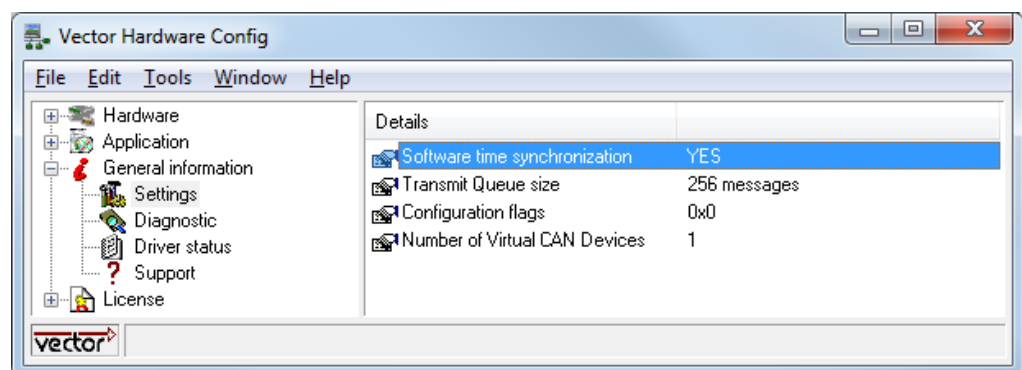 Vector Hardware Config
File Edit Tools Window Help
Hardware
Application
General information
Settings
Diagnostic
Driver status
Support
License
Details
Software time synchronization YES
Transmit Queue size 256 messages
Configuration flags 0x0
Number of Virtual CAN Devices 1
vector